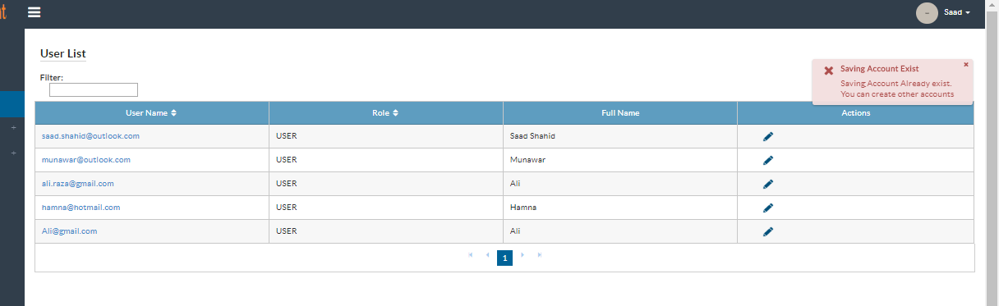 Saad
User List
Filter:
Saving Account Exist
Saving Account Already exist.
You can create other accounts
User Name Role Full Name Actions
saad.shahid@outlook.com USER Saad Shahid
munawar@outlook.com USER Munawar
ali.raza@gmail.com USER Ali
hamna@hotmail.com USER Hamna
Ali@gmail.com USER Ali
1